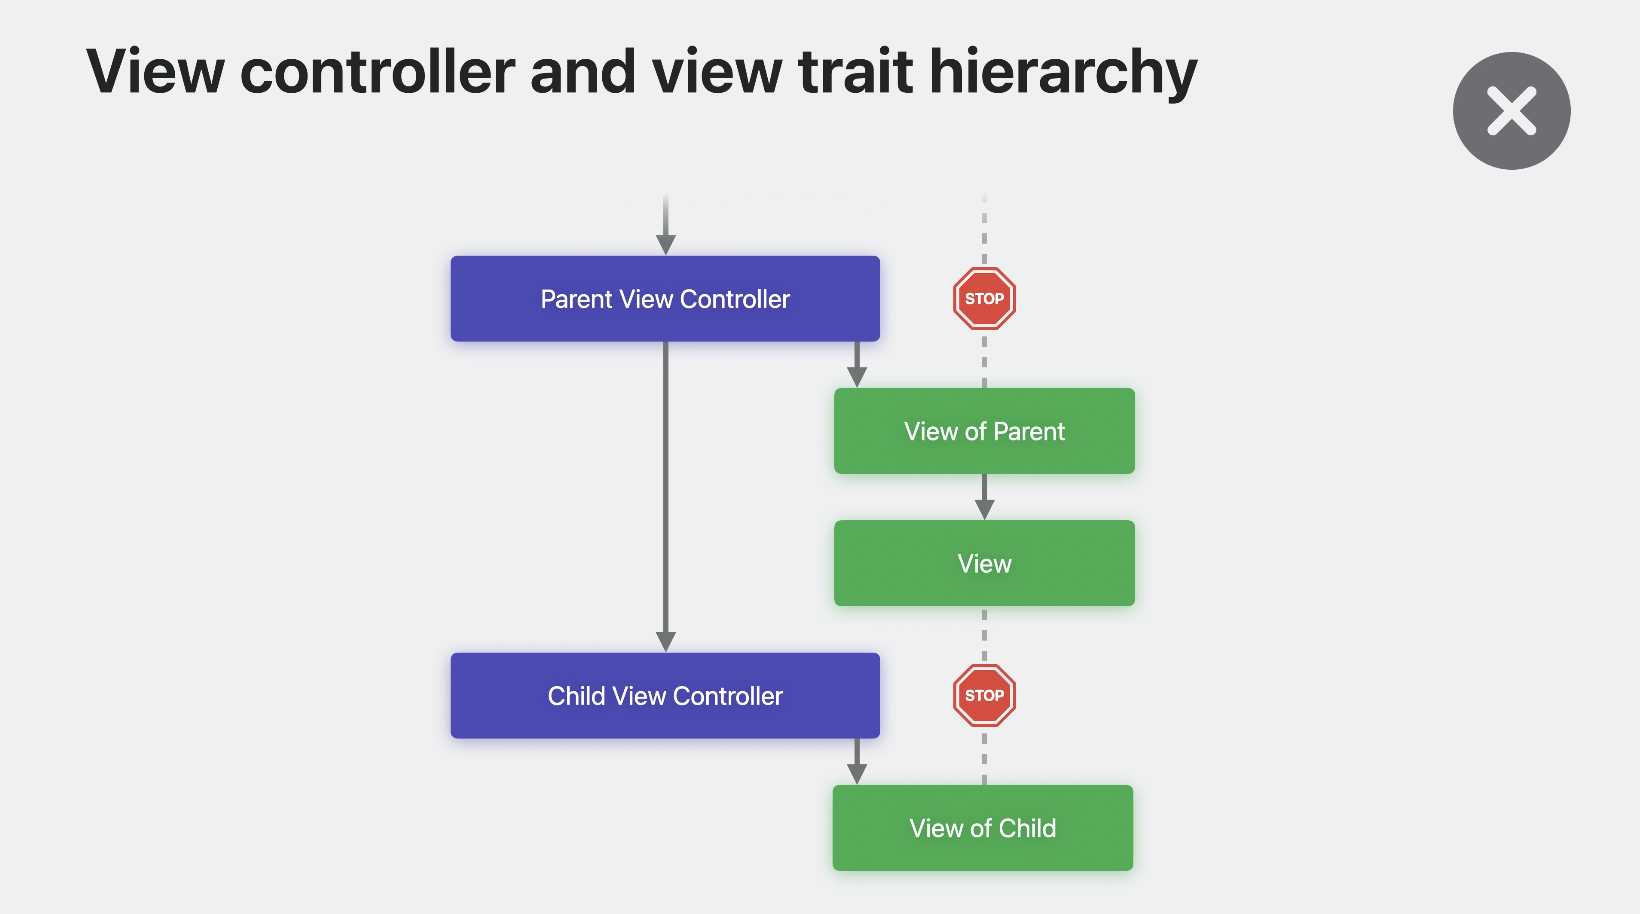 View controller and view trait hierarchy
Parent View Controller
STOP
View of Parent
View
Child View Controller
STOP
View of Child